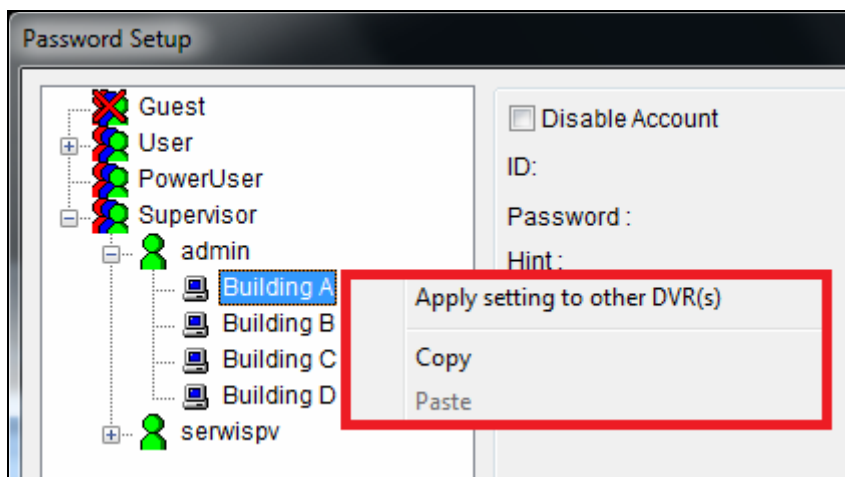 Password Setup
Guest
User
PowerUser
Supervisor
admin
Building A
Building B
Building C
Building D
serwispv
Disable Account
ID:
Password :
Hint :
Apply setting to other DVR(s)
Copy
Paste